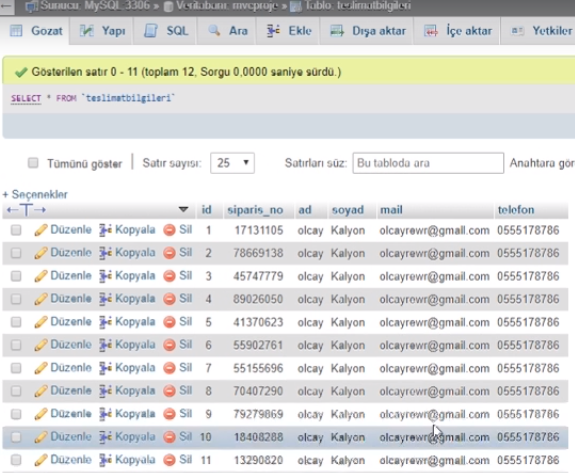 Sunucu: MySQL:3306 » Veritabanı: mvcproje » Tablo: teslimatbilgileri
Gözat Yapı SQL Ara Ekle Dışa aktar İçe aktar Yetkiler
Gösterilen satır 0 - 11 (toplam 12, Sorgu 0,0000 saniye sürdü.)
SELECT * FROM `teslimatbilgileri`
Tümünü göster Satır sayısı: 25 Satırları süz: Bu tabloda ara Anahtara gör
+ Seçenekler
←T→ id siparis_no ad soyad mail telefon
Düzenle Kopyala Sil 1 17131105 olcay Kalyon olcayrewr@gmail.com 0555178786
Düzenle Kopyala Sil 2 78669138 olcay Kalyon olcayrewr@gmail.com 0555178786
Düzenle Kopyala Sil 3 45747779 olcay Kalyon olcayrewr@gmail.com 0555178786
Düzenle Kopyala Sil 4 89026050 olcay Kalyon olcayrewr@gmail.com 0555178786
Düzenle Kopyala Sil 5 41370623 olcay Kalyon olcayrewr@gmail.com 0555178786
Düzenle Kopyala Sil 6 55902761 olcay Kalyon olcayrewr@gmail.com 0555178786
Düzenle Kopyala Sil 7 55155696 olcay Kalyon olcayrewr@gmail.com 0555178786
Düzenle Kopyala Sil 8 70407290 olcay Kalyon olcayrewr@gmail.com 0555178786
Düzenle Kopyala Sil 9 79279869 olcay Kalyon olcayrewr@gmail.com 0555178786
Düzenle Kopyala Sil 10 18408288 olcay Kalyon olcayrewr@gmail.com 0555178786
Düzenle Kopyala Sil 11 13290820 olcay Kalyon olcayrewr@gmail.com 0555178786